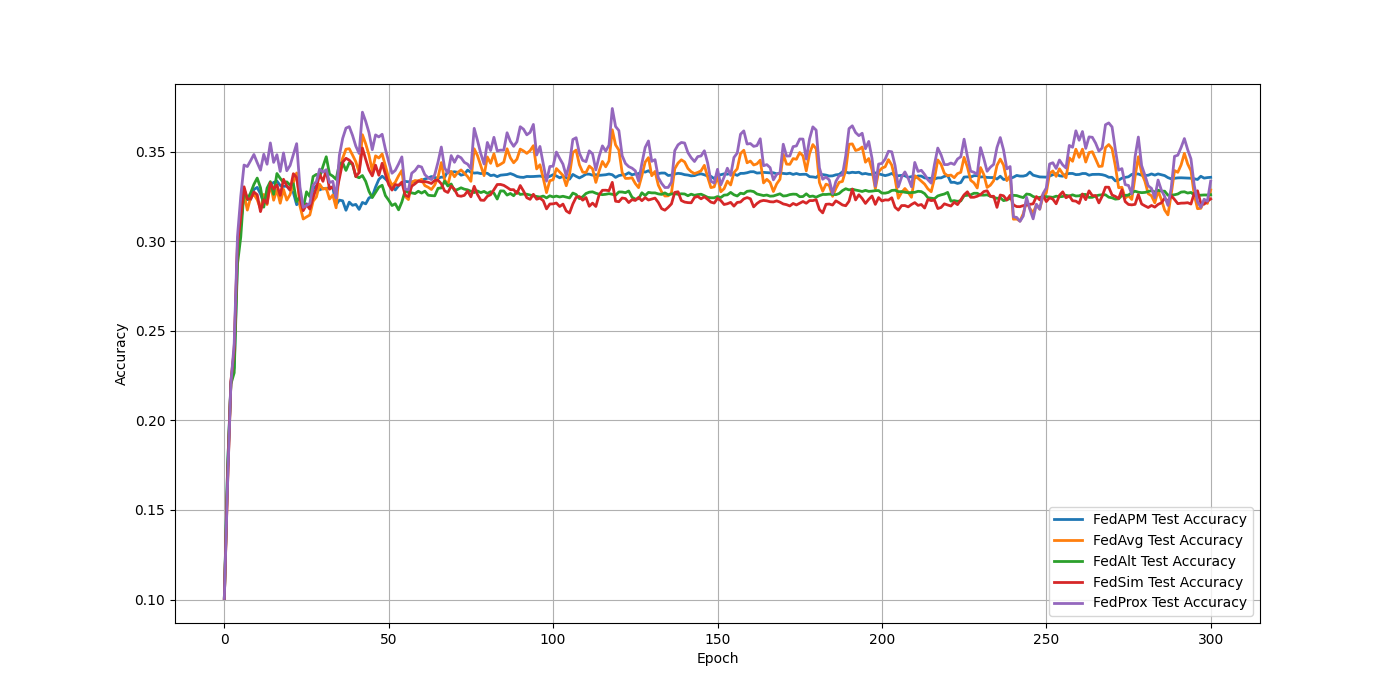 0.35
0.30
0.25
0.20
0.15
0.10
Accuracy
0 50 100 150 200 250 300
Epoch
FedAPM Test Accuracy
FedAvg Test Accuracy
FedAlt Test Accuracy
FedSim Test Accuracy
FedProx Test Accuracy